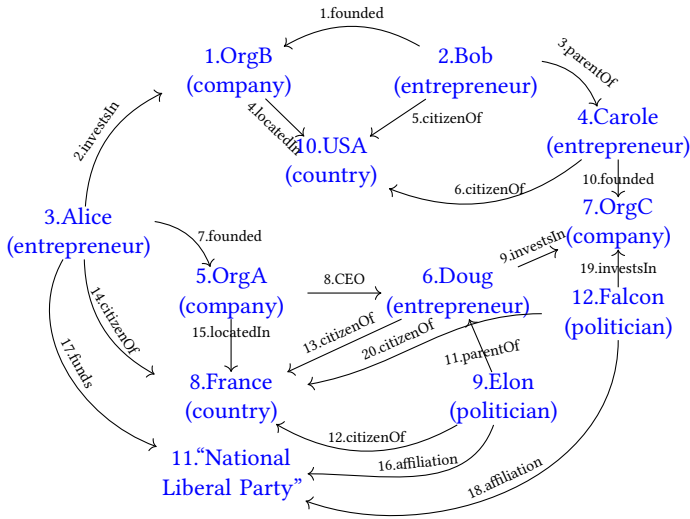 1.founded
1.OrgB
(company)
2.Bob
(entrepreneur)
3.parentOf
2.investsIn
4.locatedIn
5.citizenOf
4.Carole
(entrepreneur)
10.USA
(country)
6.citizenOf
10.founded
3.Alice
(entrepreneur)
7.founded
7.OrgC
(company)
9.investsIn
19.investsIn
5.OrgA
(company)
8.CEO
6.Doug
(entrepreneur)
12.Falcon
(politician)
14.citizenOf
15.locatedIn
13.citizenOf
20.citizenOf
11.parentOf
17.funds
8.France
(country)
9.Elon
(politician)
12.citizenOf
11.“National
Liberal Party”
16.affiliation
18.affiliation